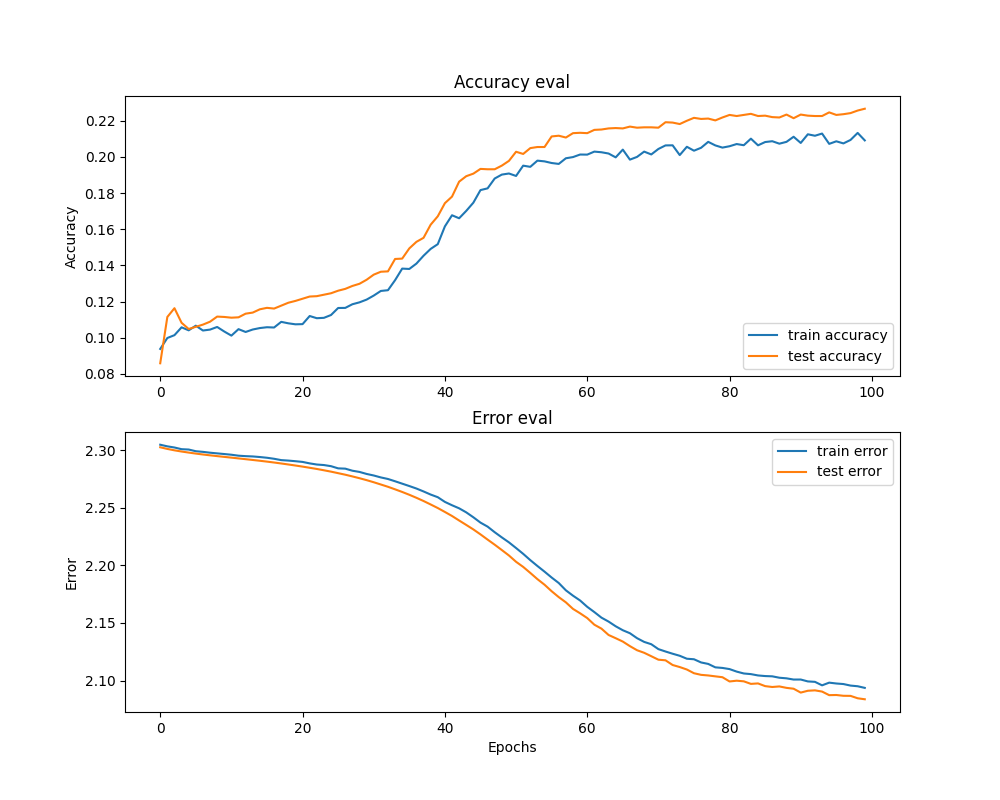 Accuracy eval
Accuracy
0.22
0.20
0.18
0.16
0.14
0.12
0.10
0.08
train accuracy
test accuracy
0 20 40 60 80 100
Error eval
Error
2.30
2.25
2.20
2.15
2.10
train error
test error
0 20 40 60 80 100
Epochs